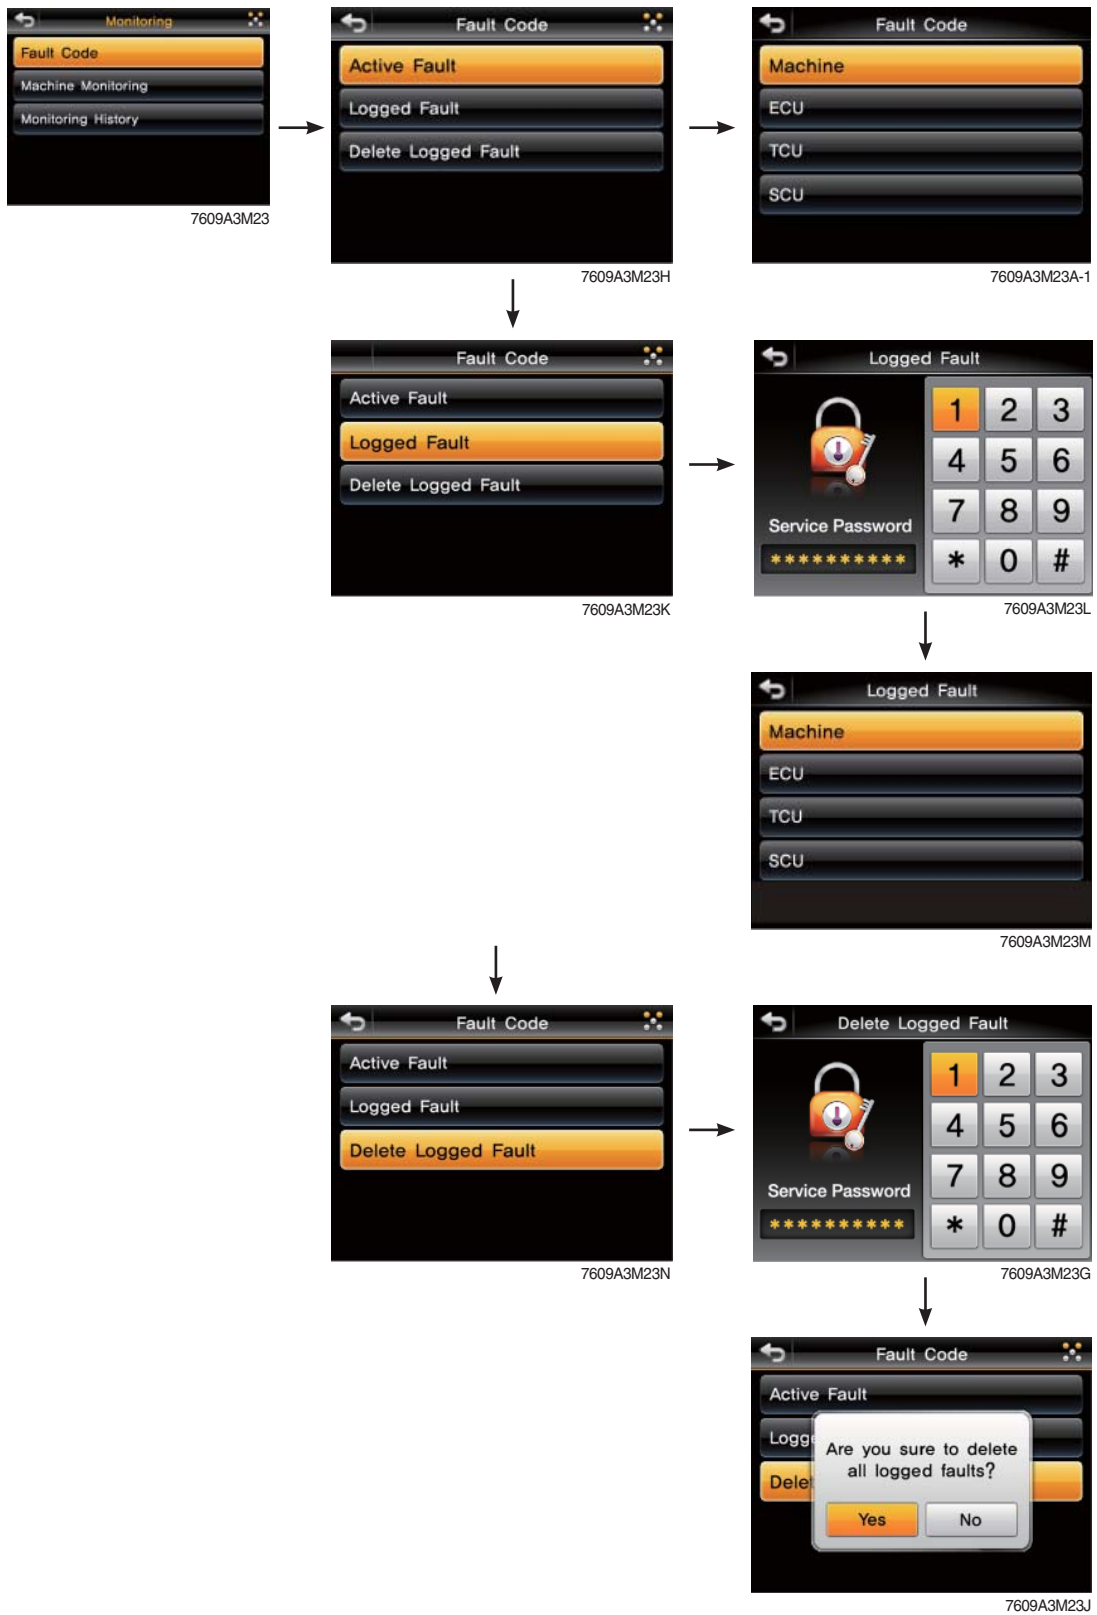 Monitoring
Fault Code
Machine Monitoring
Monitoring History
7609A3M23
Fault Code
Active Fault
Logged Fault
Delete Logged Fault
7609A3M23H
Fault Code
Machine
ECU
TCU
SCU
7609A3M23A-1
Fault Code
Active Fault
Logged Fault
Delete Logged Fault
7609A3M23K
Logged Fault
1 2 3
4 5 6
7 8 9
* 0 #
Service Password
**********
7609A3M23L
Logged Fault
Machine
ECU
TCU
SCU
7609A3M23M
Fault Code
Active Fault
Logged Fault
Delete Logged Fault
7609A3M23N
Delete Logged Fault
1 2 3
4 5 6
7 8 9
* 0 #
Service Password
**********
7609A3M23G
Fault Code
Active Fault
Logge
Delet
Are you sure to delete
all logged faults?
Yes No
7609A3M23J